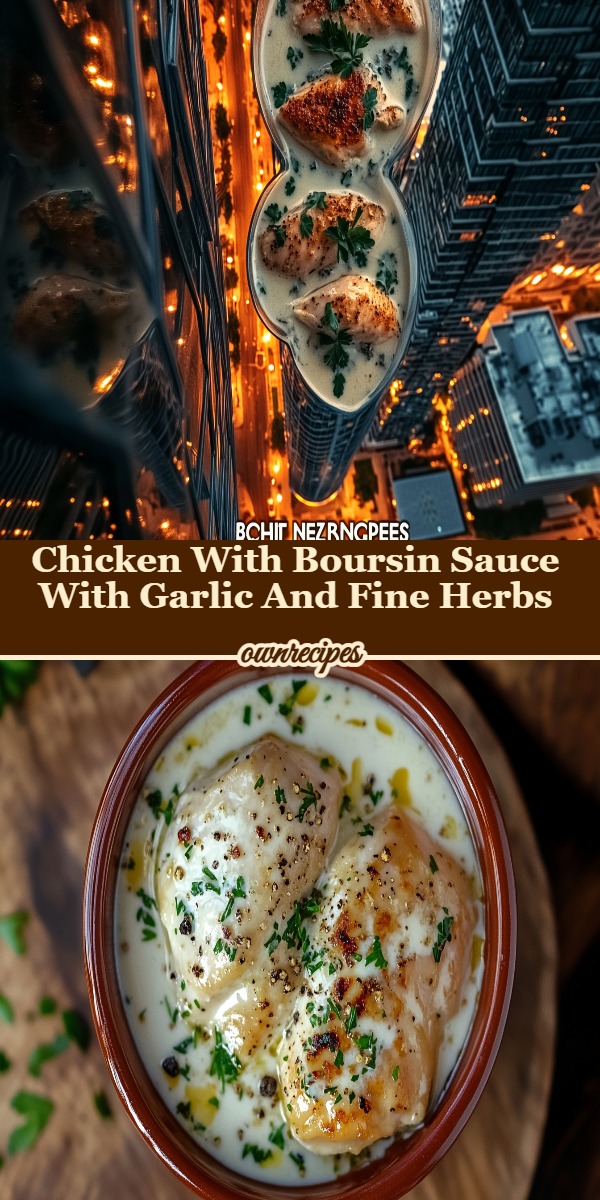 BCHIT NEZRNGPEES
Chicken With Boursin Sauce
With Garlic And Fine Herbs
ownrecipes